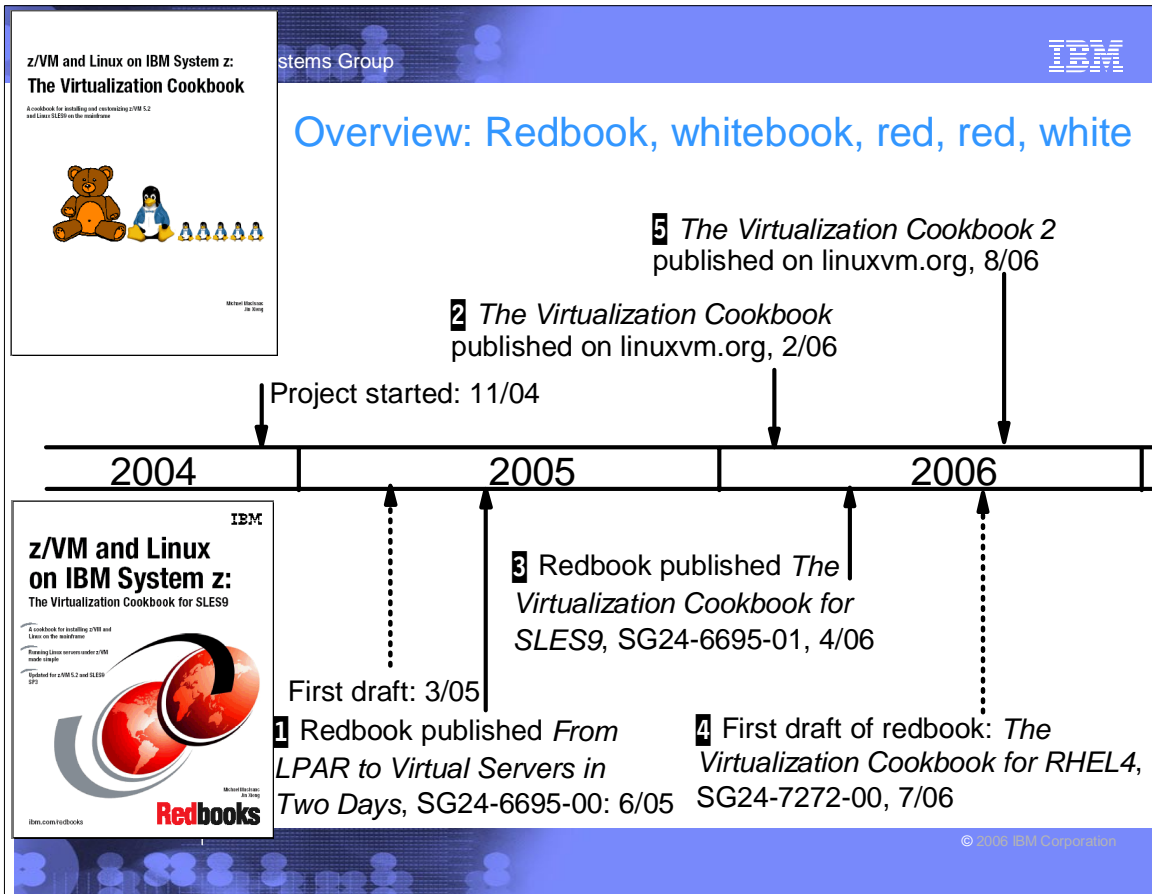 z/VM and Linux on IBM System z:
The Virtualization Cookbook
A cookbook for installing and customizing z/VM 5.2
and Linux SLES9 on the mainframe
Michael MacIsaac
Jin Xiong
stems Group
IBM
Overview: Redbook, whitebook, red, red, white
5 The Virtualization Cookbook 2
published on linuxvm.org, 8/06
2 The Virtualization Cookbook
published on linuxvm.org, 2/06
Project started: 11/04
2004
2005
2006
IBM
z/VM and Linux
on IBM System z:
The Virtualization Cookbook for SLES9
A cookbook for installing z/VM and
Linux on the mainframe
Running Linux servers under z/VM
made simple
Updated for z/VM 5.2 and SLES9
SP3
Michael MacIsaac
Jin Xiong
ibm.com/redbooks
Redbooks
First draft: 3/05
1 Redbook published From
LPAR to Virtual Servers in
Two Days, SG24-6695-00: 6/05
3 Redbook published The
Virtualization Cookbook for
SLES9, SG24-6695-01, 4/06
4 First draft of redbook: The
Virtualization Cookbook for RHEL4,
SG24-7272-00, 7/06
© 2006 IBM Corporation